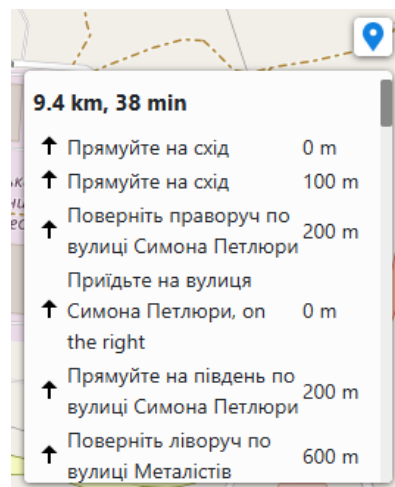 9.4 km, 38 min
Прямуйте на схід 0 m
Прямуйте на схід 100 m
Поверніть праворуч по
вулиці Симона Петлюри 200 m
Приїдьте на вулиця
Симона Петлюри, on 0 m
the right
Прямуйте на південь по
вулиці Симона Петлюри 200 m
Поверніть ліворуч по
вулиці Металістів 600 m